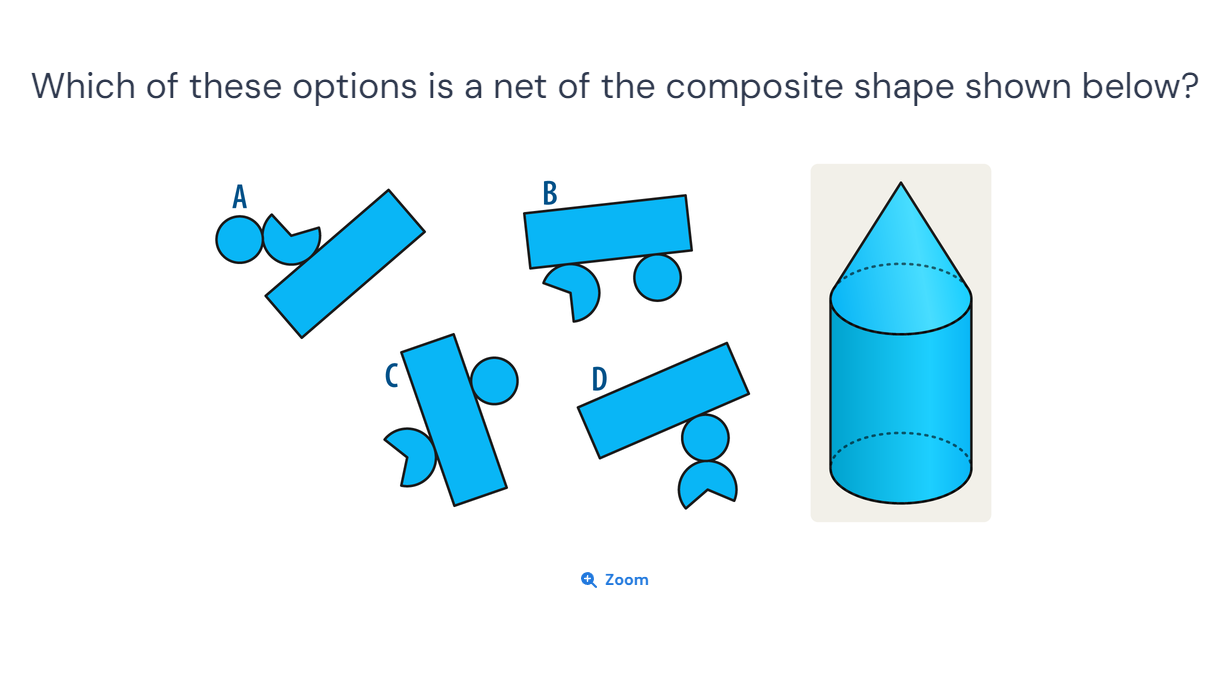 Which of these options is a net of the composite shape shown below?
A
B
C
D
Zoom